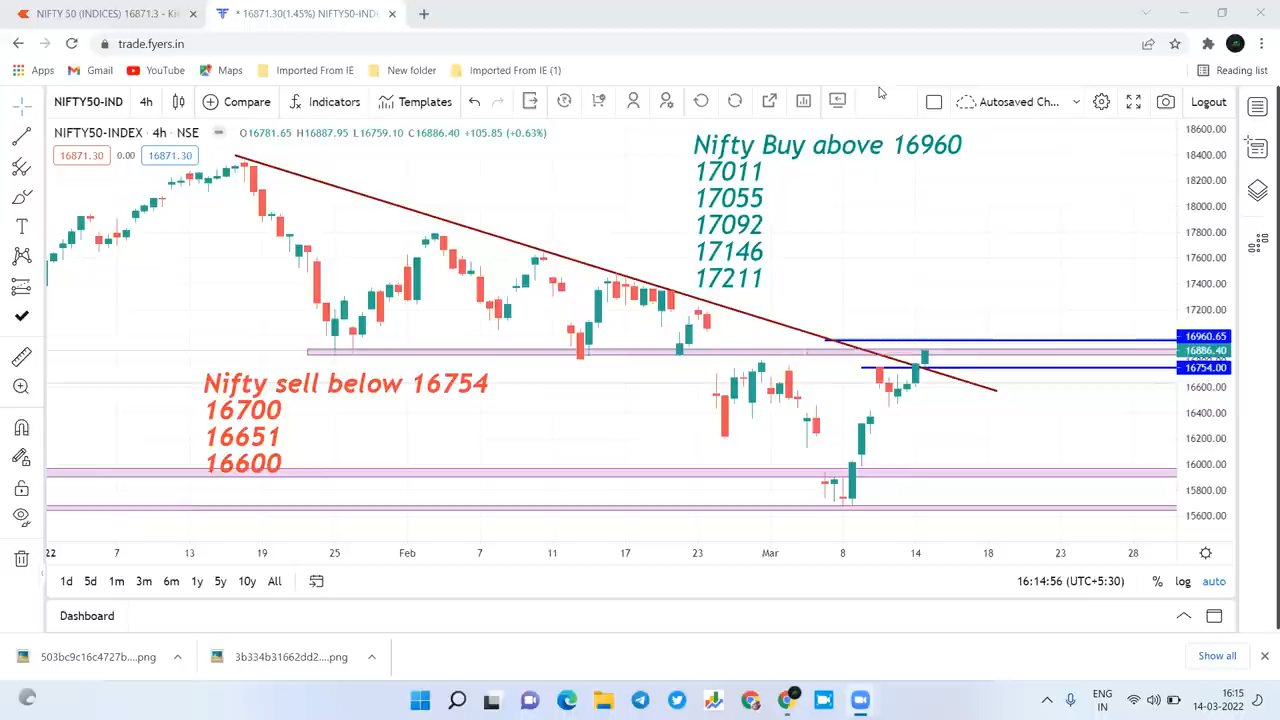 NIFTY 50 (INDICES) 16871.3 - Kit
* 16871.30(1.45%) NIFTY50-IND
trade.fyers.in
Reading list
Apps Gmail YouTube Maps Imported From IE New folder Imported From IE (1)
NIFTY50-IND 4h Compare Indicators Templates Autosaved Ch... Logout
NIFTY50-INDEX • 4h • NSE O16781.65 H16887.95 L16759.10 C16886.40 +105.85 (+0.63%)
16871.30 0.00 16871.30
Nifty Buy above 16960
17011
17055
17092
17146
17211
Nifty sell below 16754
16700
16651
16600
18600.00
18400.00
18200.00
18000.00
17800.00
17600.00
17400.00
17200.00
16960.65
16886.40
16754.00
16600.00
16400.00
16200.00
16000.00
15800.00
15600.00
22 7 13 19 25 Feb 7 11 17 23 Mar 8 14 18 23 28
1d 5d 1m 3m 6m 1y 5y 10y All 16:14:56 (UTC+5:30) % log auto
Dashboard
503bc9c16c4727b....png 3b334b31662dd2....png Show all
ENG
IN
16:15
14-03-2022